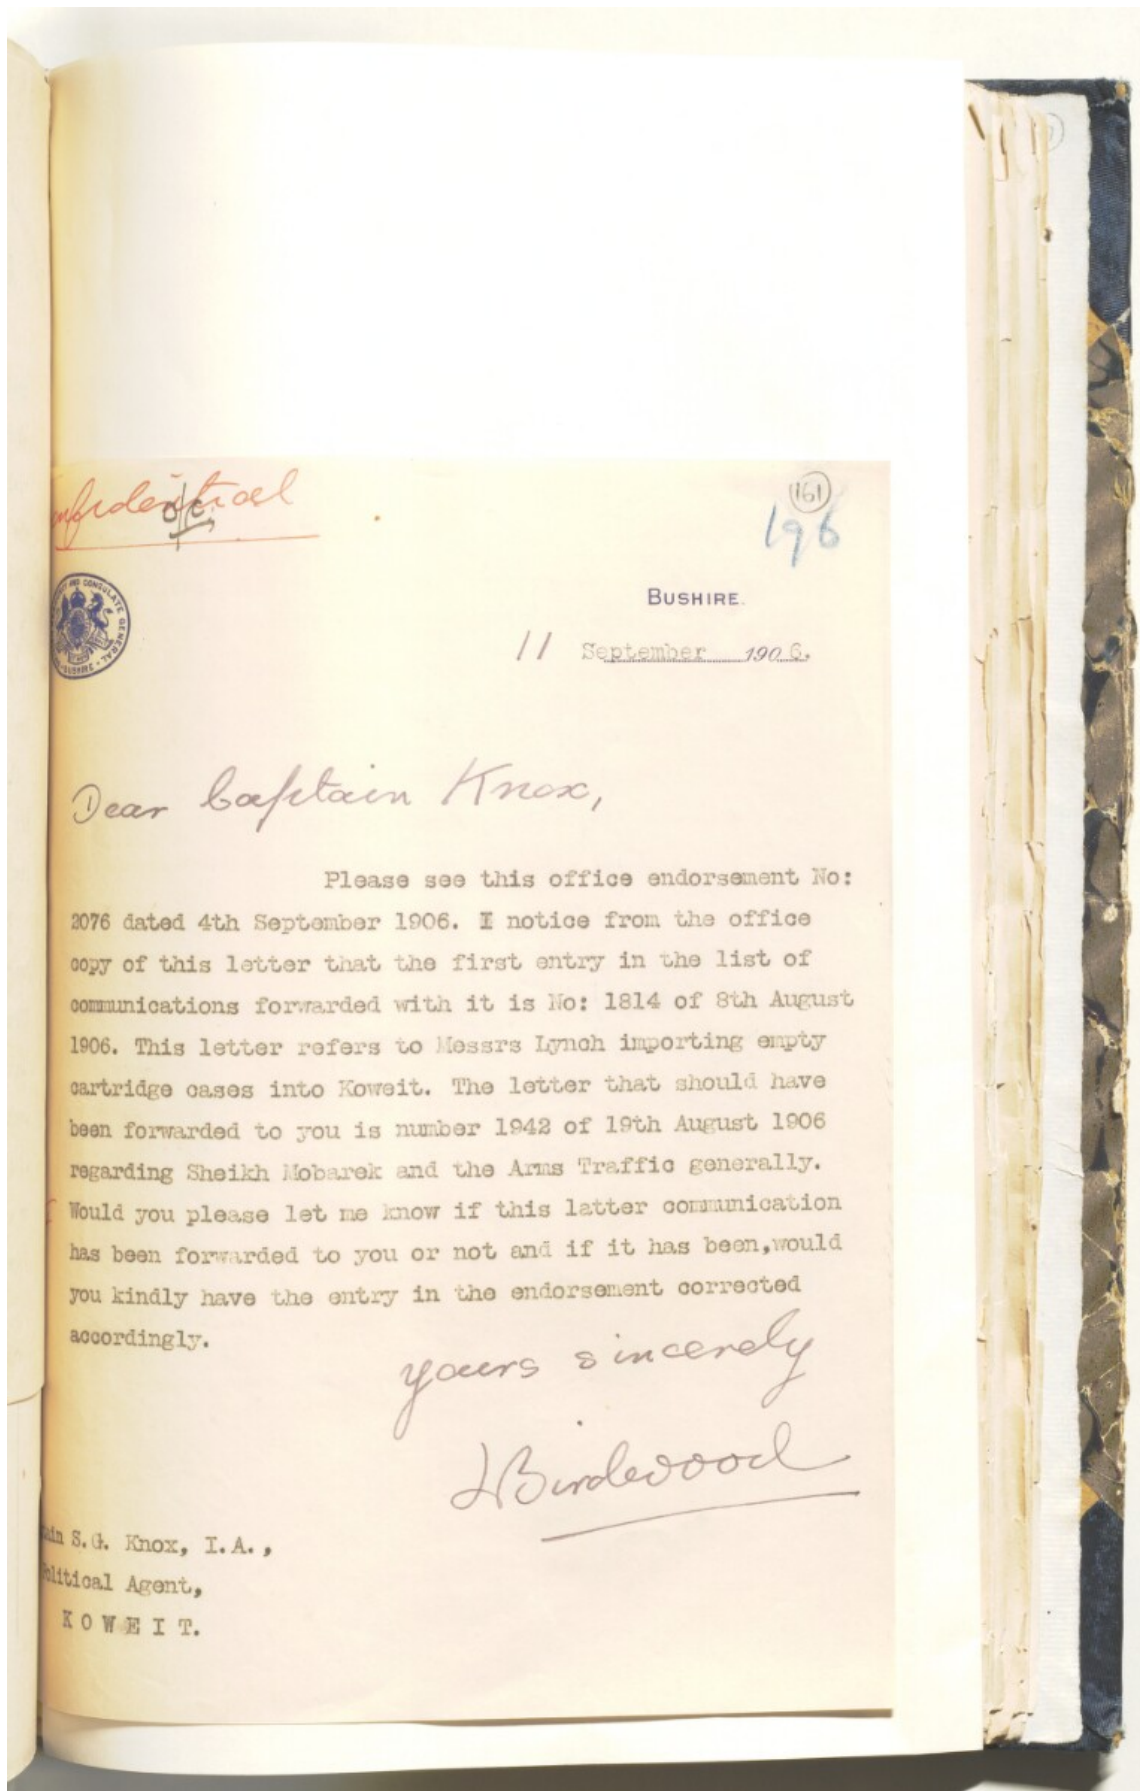 Confidential
o/c
161
196
CONSULATE GENERAL
BUSHIRE
BUSHIRE.
11 September 1906.
Dear Captain Knox,
Please see this office endorsement No:
2076 dated 4th September 1906. I notice from the office
copy of this letter that the first entry in the list of
communications forwarded with it is No: 1814 of 8th August
1906. This letter refers to Messrs Lynch importing empty
cartridge cases into Koweit. The letter that should have
been forwarded to you is number 1942 of 19th August 1906
regarding Sheikh Mobarek and the Arms Traffic generally.
Would you please let me know if this latter communication
has been forwarded to you or not and if it has been,would
you kindly have the entry in the endorsement corrected
accordingly.
yours sincerely
Birdwood
S.G. Knox, I.A.,
Political Agent,
KOWEIT.